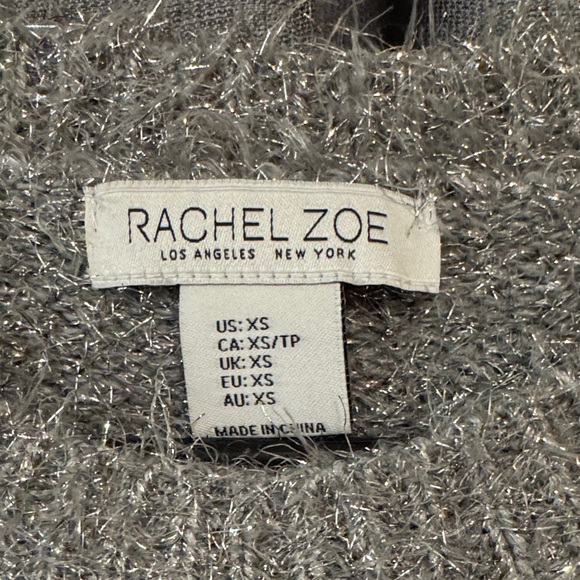 RACHEL ZOE
LOS ANGELES NEW YORK
US: XS
CA: XS/TP
UK: XS
EU: XS
AU: XS
MADE IN CHINA